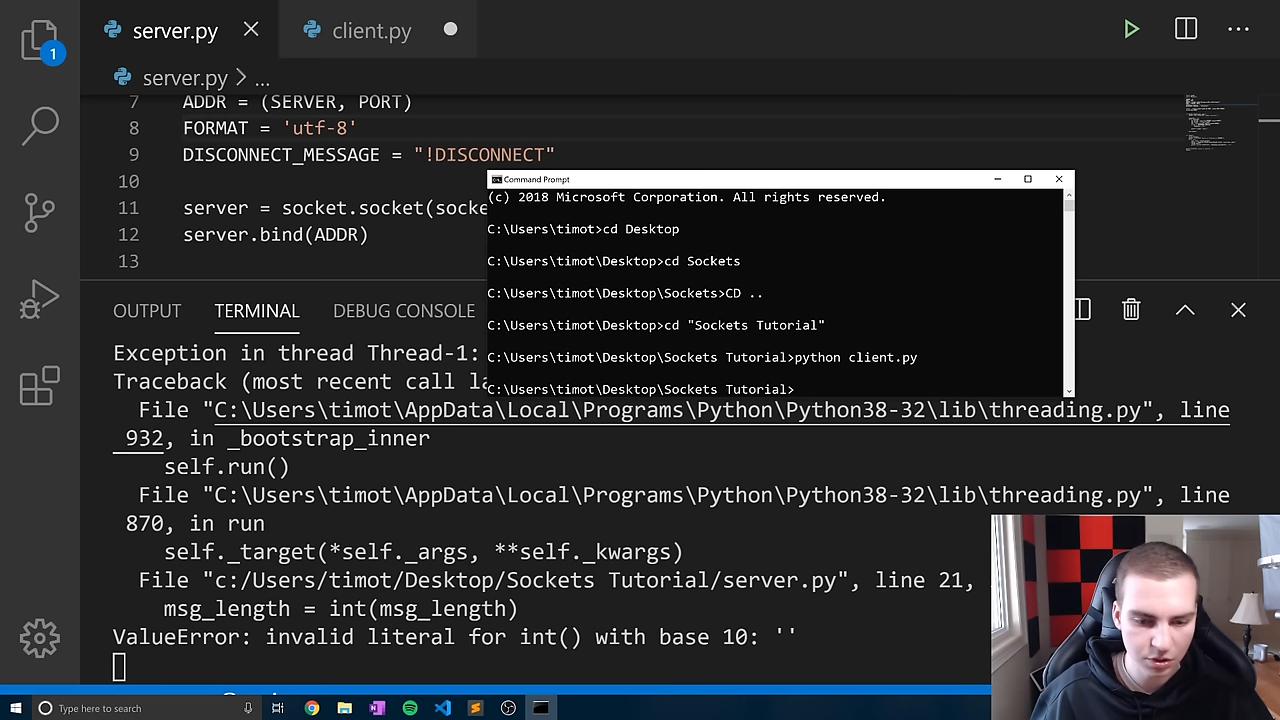 server.py
client.py
1
server.py > ...
7 ADDR = (SERVER, PORT)
8 FORMAT = 'utf-8'
9 DISCONNECT_MESSAGE = "!DISCONNECT"
10
11 server = socket.socket(socke
12 server.bind(ADDR)
13
Command Prompt
(c) 2018 Microsoft Corporation. All rights reserved.
C:\Users\timot>cd Desktop
C:\Users\timot\Desktop>cd Sockets
C:\Users\timot\Desktop\Sockets>CD ..
C:\Users\timot\Desktop>cd "Sockets Tutorial"
C:\Users\timot\Desktop\Sockets Tutorial>python client.py
C:\Users\timot\Desktop\Sockets Tutorial>
OUTPUT TERMINAL DEBUG CONSOLE
Exception in thread Thread-1:
Traceback (most recent call la
File "C:\Users\timot\AppData\Local\Programs\Python\Python38-32\lib\threading.py", line
932, in _bootstrap_inner
self.run()
File "C:\Users\timot\AppData\Local\Programs\Python\Python38-32\lib\threading.py", line
870, in run
self._target(*self._args, **self._kwargs)
File "c:/Users/timot/Desktop/Sockets Tutorial/server.py", line 21,
msg_length = int(msg_length)
ValueError: invalid literal for int() with base 10: ''
Type here to search